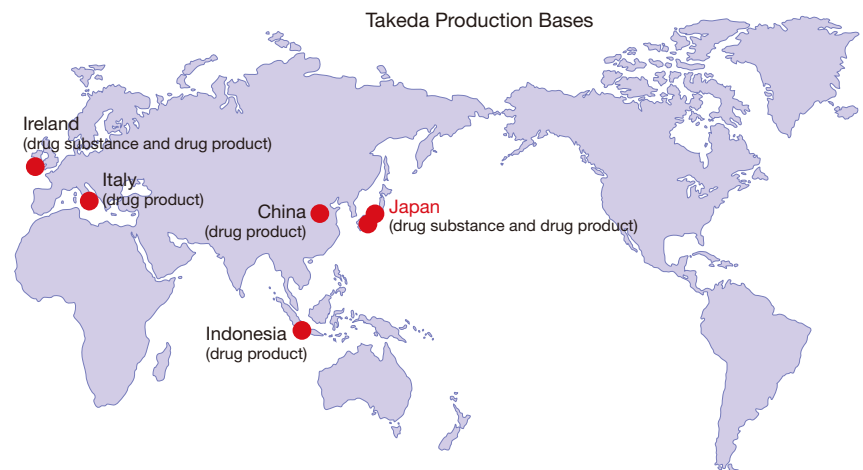 Takeda Production Bases
Ireland
(drug substance and drug product)
Italy
(drug product)
China
(drug product)
Japan
(drug substance and drug product)
Indonesia
(drug product)